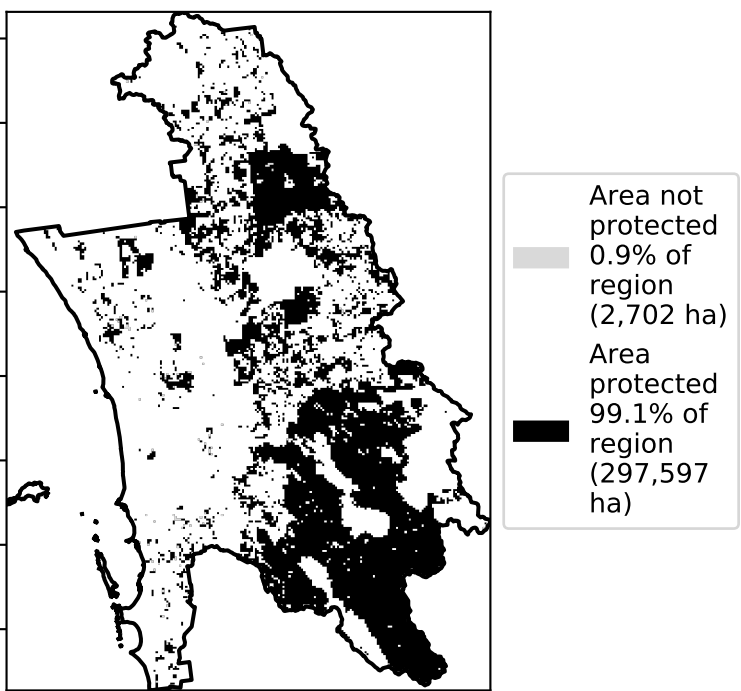 Area not
protected
0.9% of
region
(2,702 ha)
Area
protected
99.1% of
region
(297,597
ha)